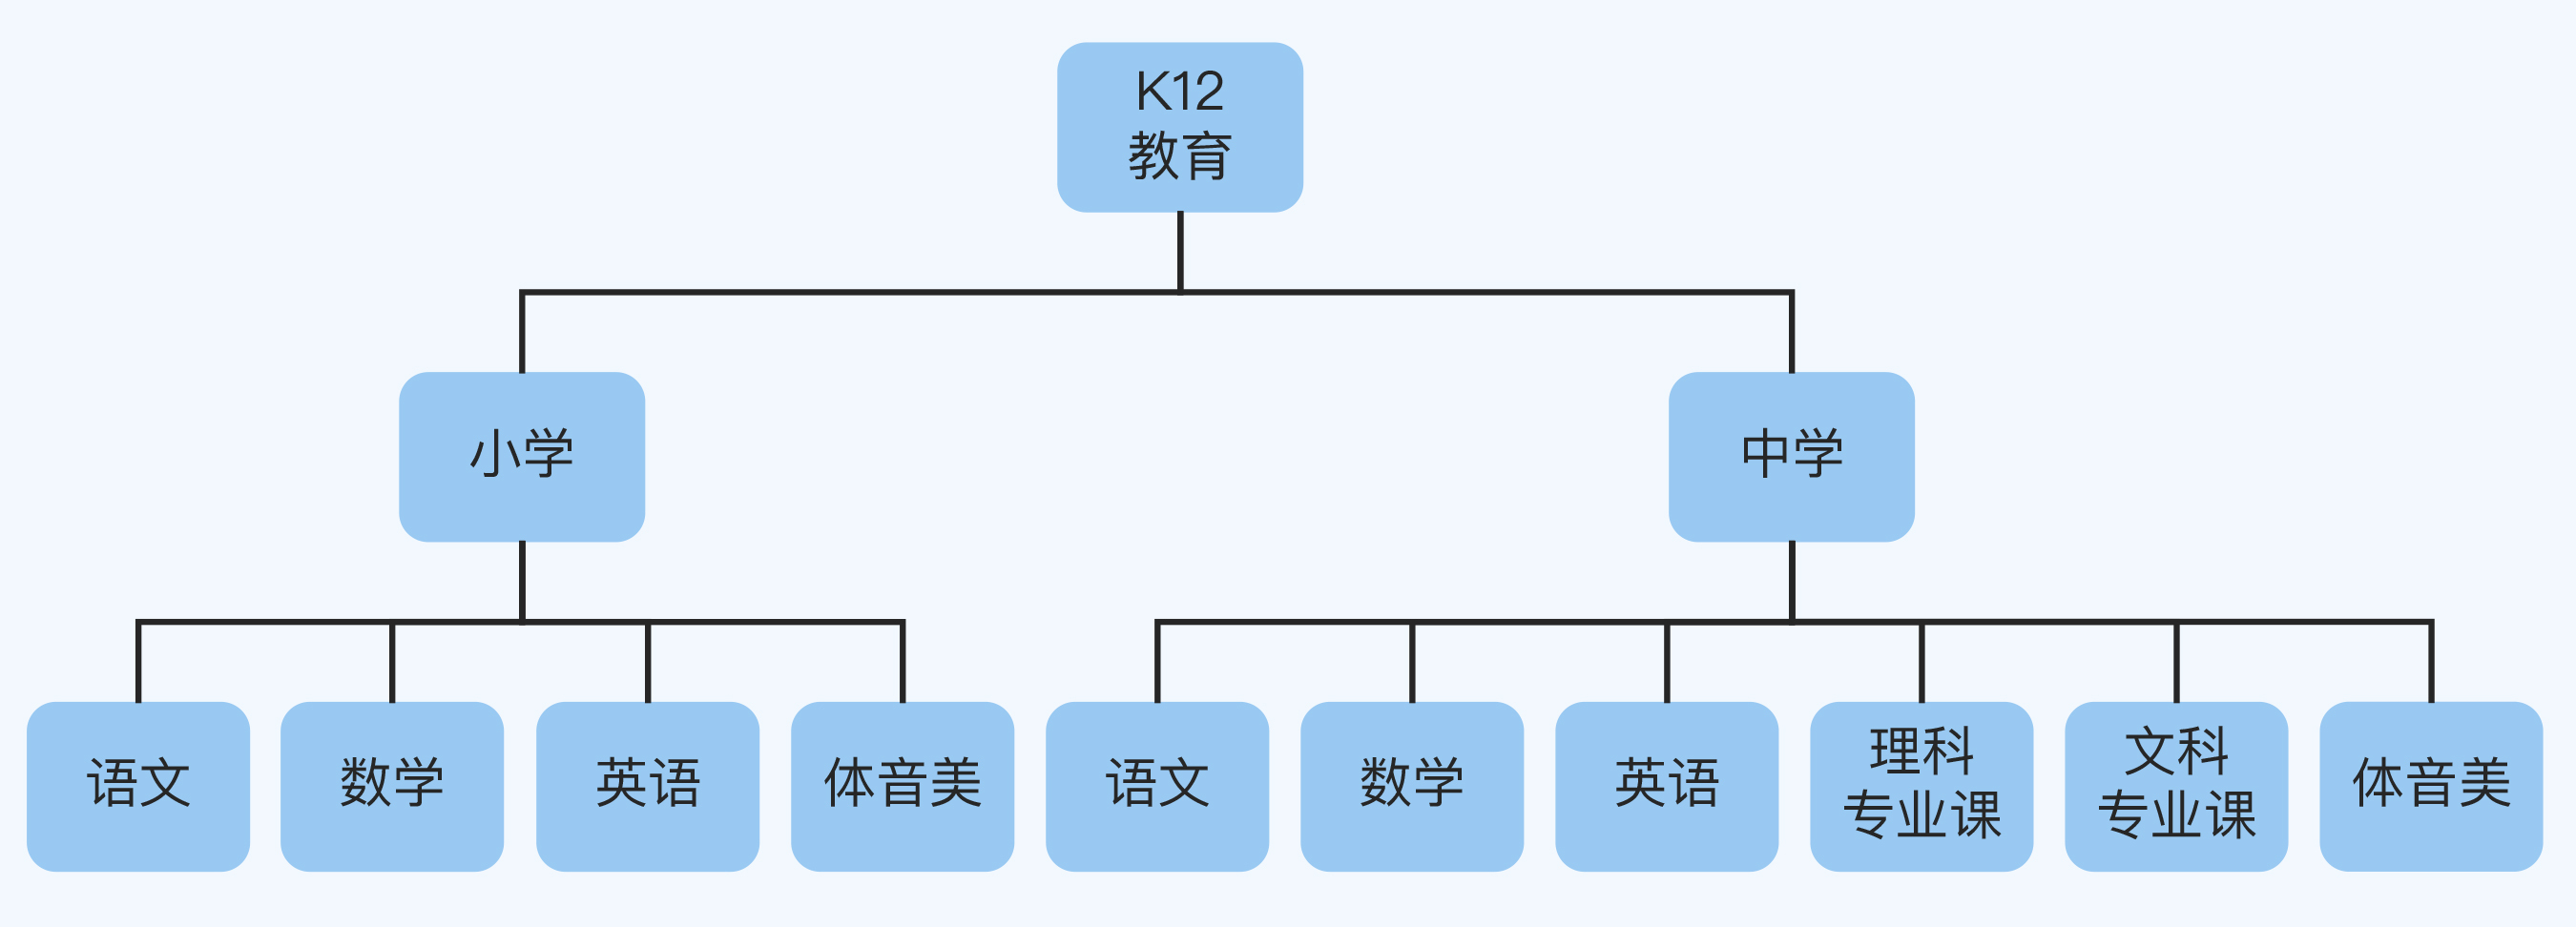 K12
教育
小学
中学
语文
数学
英语
体音美
语文
数学
英语
理科
专业课
文科
专业课
体音美